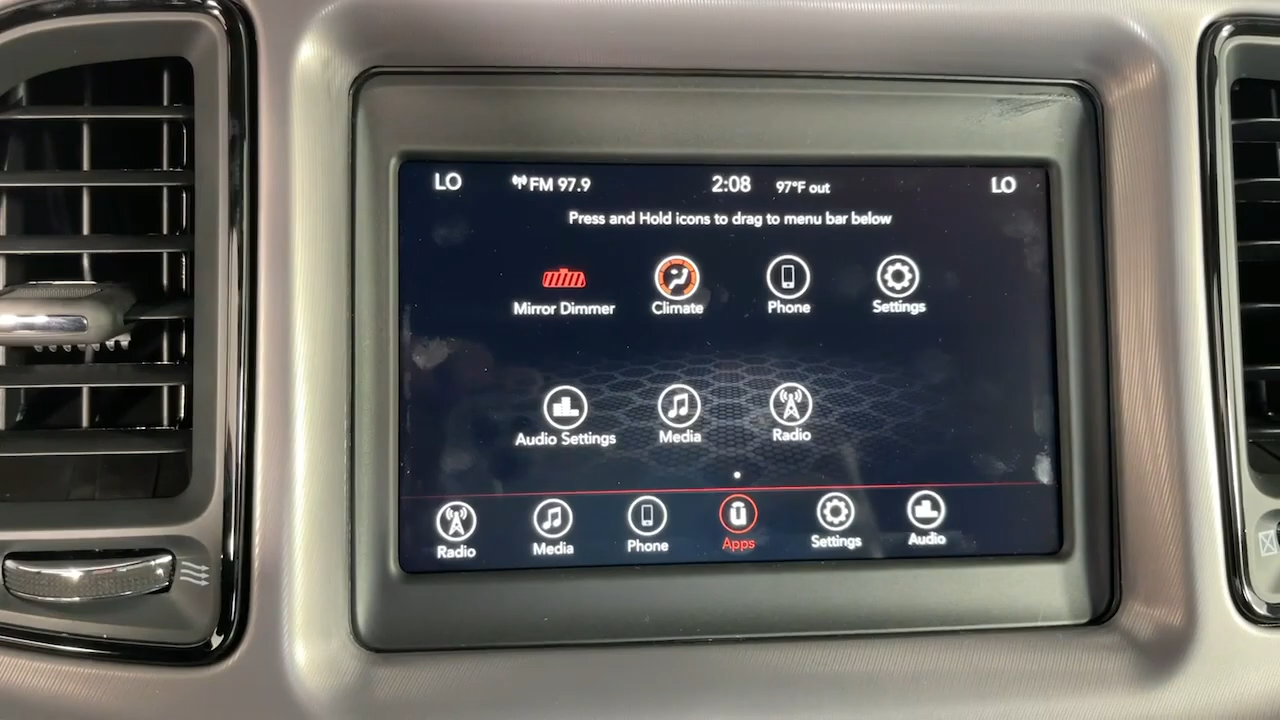 LO FM 97.9 2:08 97°F out LO
Press and Hold icons to drag to menu bar below
Mirror Dimmer Climate Phone Settings
Audio Settings Media Radio
Radio Media Phone Apps Settings Audio